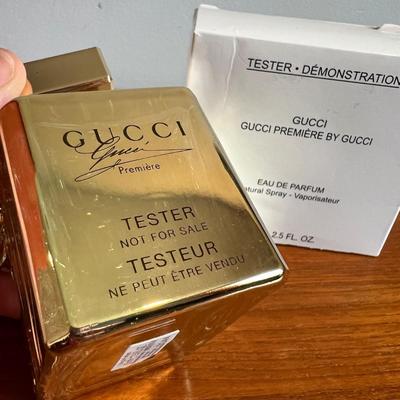 GUCCI
Gucci
Première
TESTER
NOT FOR SALE
TESTEUR
NE PEUT ÊTRE VENDU
TESTER • DÉMONSTRATION
GUCCI
GUCCI PREMIÈRE BY GUCCI
EAU DE PARFUM
atural Spray - Vaporisateur
2.5 FL. OZ.